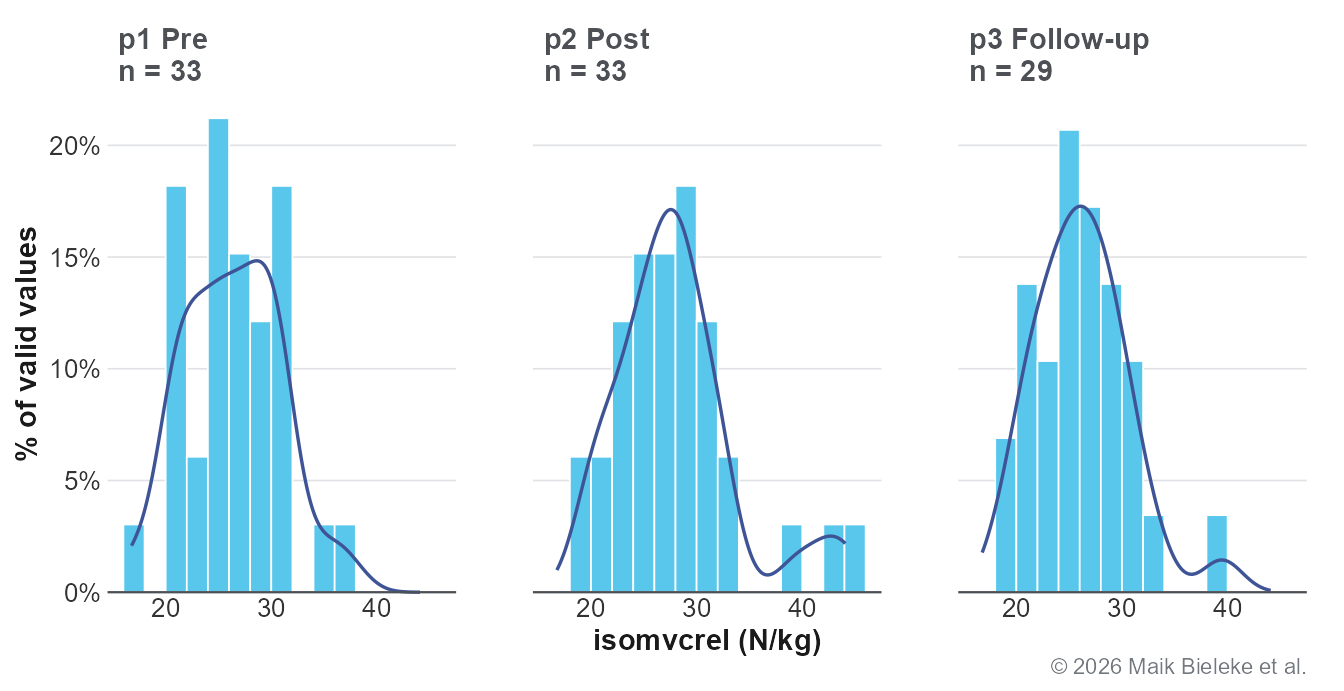 p1 Pre
n = 33
p2 Post
n = 33
p3 Follow-up
n = 29
% of valid values
20%
15%
10%
5%
0%
20 30 40
20 30 40
20 30 40
isomvcrel (N/kg)
© 2026 Maik Bieleke et al.